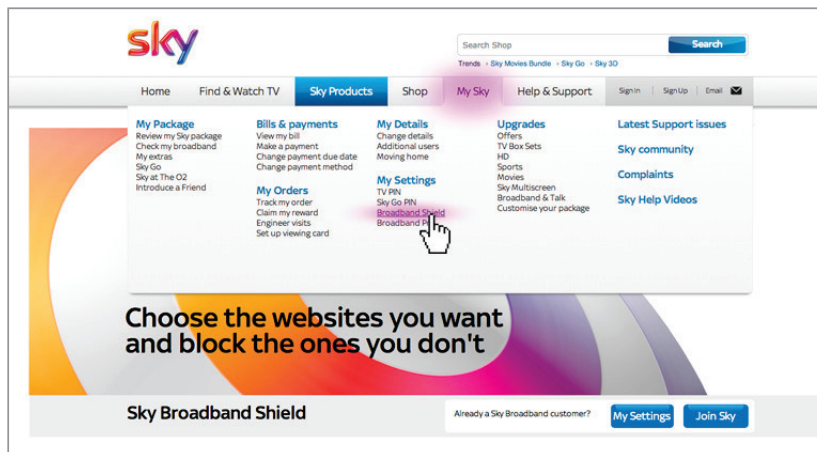 sky
Search Shop
Search
Trends › Sky Movies Bundle › Sky Go › Sky 3D
Home Find & Watch TV Sky Products Shop My Sky Help & Support Sign in Sign Up Email
My Package
Review my Sky package
Check my broadband
My extras
Sky Go
Sky at The O2
Introduce a Friend
Bills & payments
View my bill
Make a payment
Change payment due date
Change payment method
My Orders
Track my order
Claim my reward
Engineer visits
Set up viewing card
My Details
Change details
Additional users
Moving home
My Settings
TV PIN
Sky Go PIN
Broadband Shield
Broadband
Upgrades
Offers
TV Box Sets
HD
Sports
Movies
Sky Multiscreen
Broadband & Talk
Customise your package
Latest Support issues
Sky community
Complaints
Sky Help Videos
Choose the websites you want
and block the ones you don't
Sky Broadband Shield
Already a Sky Broadband customer?
My Settings
Join Sky